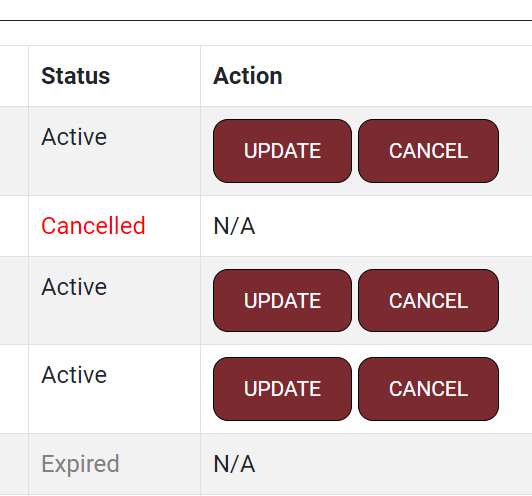 Status Action
Active UPDATE CANCEL
Cancelled N/A
Active UPDATE CANCEL
Active UPDATE CANCEL
Expired N/A